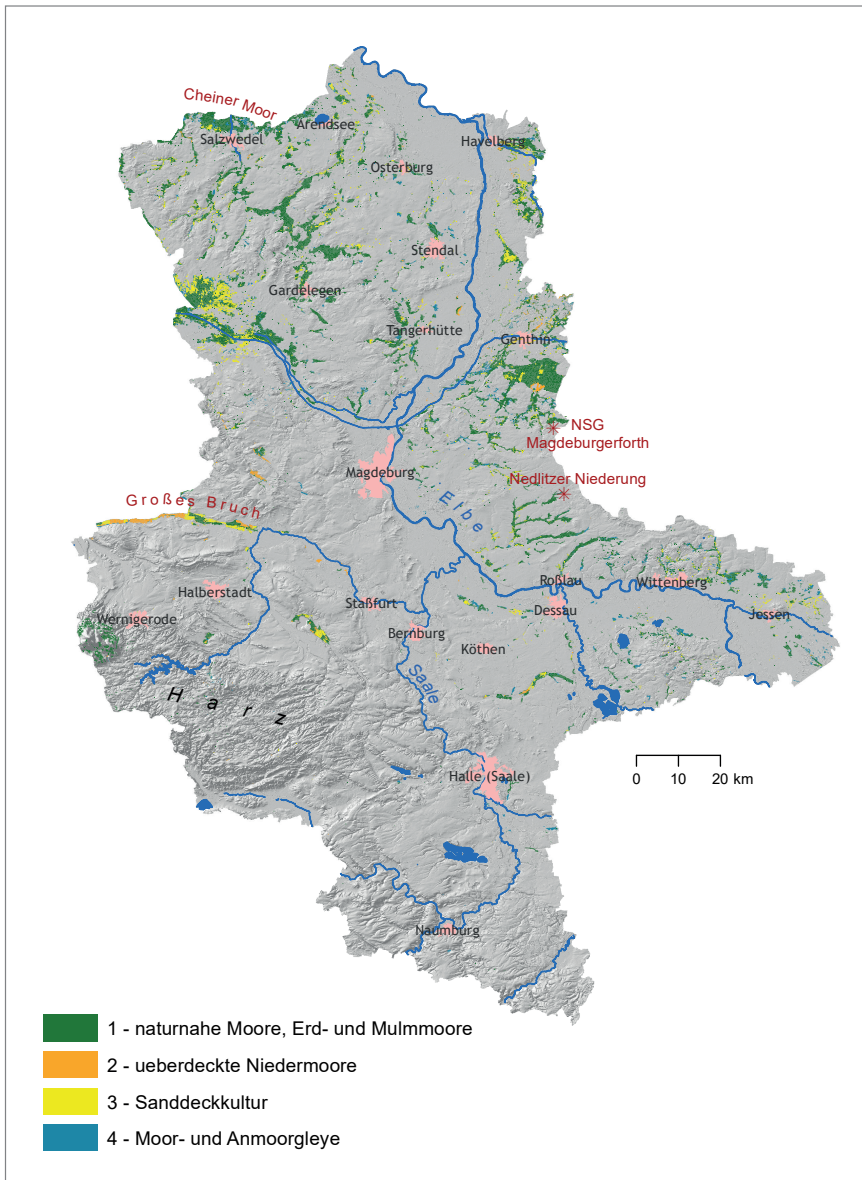 Cheiner Moor
Arendsee
Salzwedel
Havelberg
Osterburg
Stendal
Gardelegen
Tangerhütte
Genthin
NSG
Magdeburgerforth
Magdeburg
Nedlitzer Niederung
Großes Bruch
Elbe
Roßlau
Wittenberg
Halberstadt
Staßfurt
Dessau
Jessen
Wernigerode
Bernburg
Köthen
Saale
Harz
Halle (Saale)
0 10 20 km
Naumburg
1 - naturnahe Moore, Erd- und Mulmmoore
2 - ueberdeckte Niedermoore
3 - Sanddeckkultur
4 - Moor- und Anmoorgleye